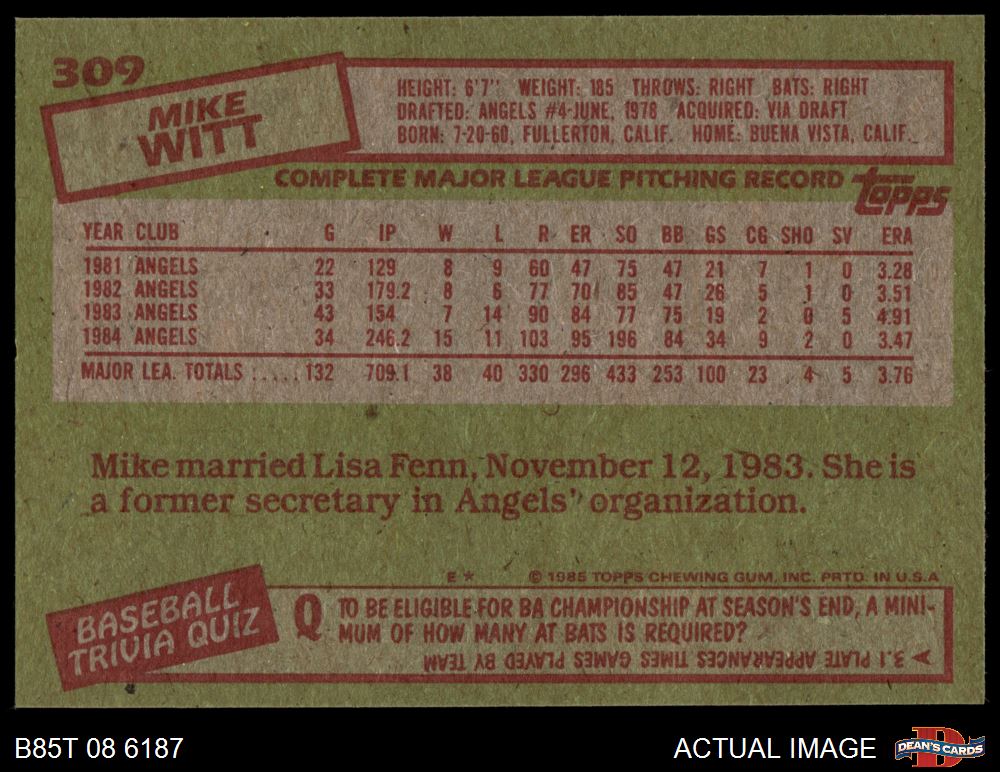 309
MIKE
WITT
HEIGHT: 6'7" WEIGHT: 185 THROWS: RIGHT BATS: RIGHT
DRAFTED: ANGELS #4-JUNE, 1978 ACQUIRED: VIA DRAFT
BORN: 7-20-60, FULLERTON, CALIF. HOME: BUENA VISTA, CALIF.
COMPLETE MAJOR LEAGUE PITCHING RECORD topps
YEAR CLUB G IP W L R ER SO BB GS CG SHO SV ERA
1981 ANGELS 22 129 8 9 60 47 75 47 21 7 1 0 3.28
1982 ANGELS 33 179.2 8 6 77 70 85 47 26 5 1 0 3.51
1983 ANGELS 43 154 7 14 90 84 77 75 19 2 0 5 4.91
1984 ANGELS 34 246.2 15 11 103 95 196 84 34 9 2 0 3.47
MAJOR LEA. TOTALS ..... 132 709.1 38 40 330 296 433 253 100 23 4 5 3.76
Mike married Lisa Fenn, November 12, 1983. She is
a former secretary in Angels' organization.
E * © 1985 TOPPS CHEWING GUM, INC. PRTD. IN U.S.A
BASEBALL
TRIVIA QUIZ
Q TO BE ELIGIBLE FOR BA CHAMPIONSHIP AT SEASON'S END, A MINI-
MUM OF HOW MANY AT BATS IS REQUIRED?
A 3.1 PLATE APPEARANCES TIMES GAMES PLAYED BY TEAM
B85T 08 6187
ACTUAL IMAGE
D
DEAN'S CARDS